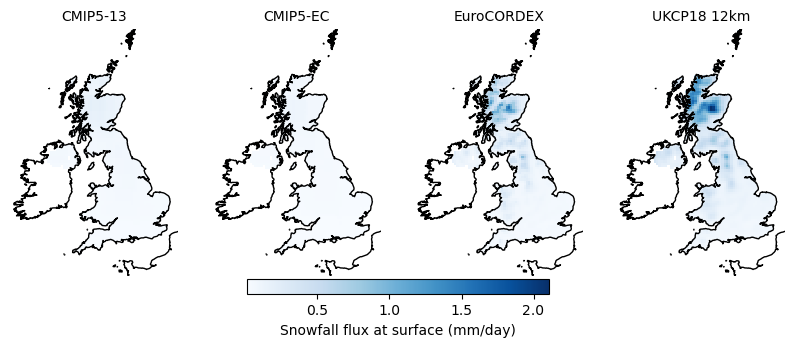 CMIP5-13 CMIP5-EC EuroCORDEX UKCP18 12km
0.5 1.0 1.5 2.0
Snowfall flux at surface (mm/day)